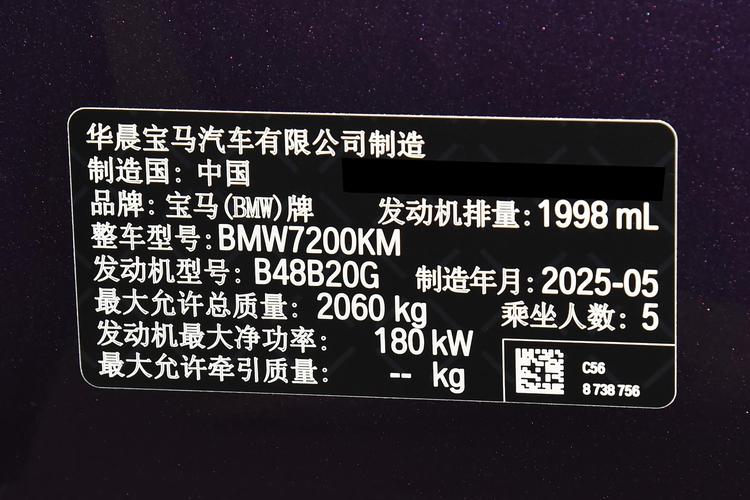 华晨宝马汽车有限公司制造
制造国：中国
品牌：宝马(BMW)牌 发动机排量：1998 mL
整车型号：BMW7200KM
发动机型号：B48B20G 制造年月：2025-05
最大允许总质量：2060 kg 乘坐人数：5
发动机最大净功率：180 kW
最大允许牵引质量：-- kg
C56
8 738 756